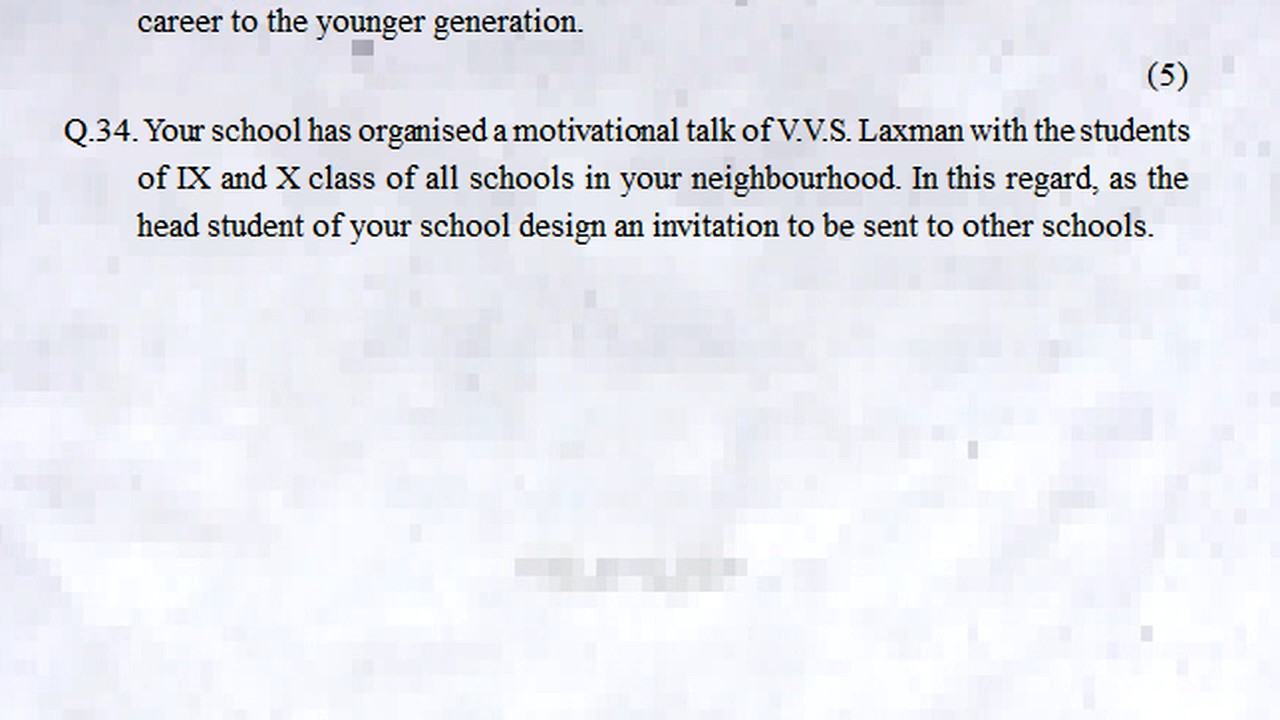 career to the younger generation.
(5)
Q.34. Your school has organised a motivational talk of V.V.S. Laxman with the students
of IX and X class of all schools in your neighbourhood. In this regard, as the
head student of your school design an invitation to be sent to other schools.